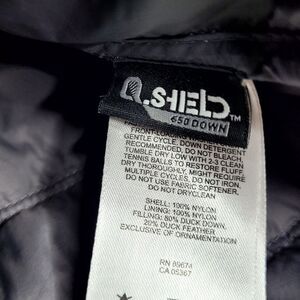 Q.SHIELD™
650 DOWN
FRONT-LOADING
GENTLE CYCLE. DOWN DETERGENT
RECOMMENDED. DO NOT BLEACH.
TUMBLE DRY LOW WITH 2-3 CLEAN
TENNIS BALLS TO RESTORE FLUFF.
DRY THOROUGHLY, MIGHT REQUIRE
MULTIPLE CYCLES. DO NOT IRON.
DO NOT USE FABRIC SOFTENER.
DO NOT DRYCLEAN
SHELL: 100% NYLON
LINING: 100% NYLON
FILLING: 80% DUCK DOWN,
20% DUCK FEATHER
EXCLUSIVE OF ORNAMENTATION
RN 89674
CA 05367